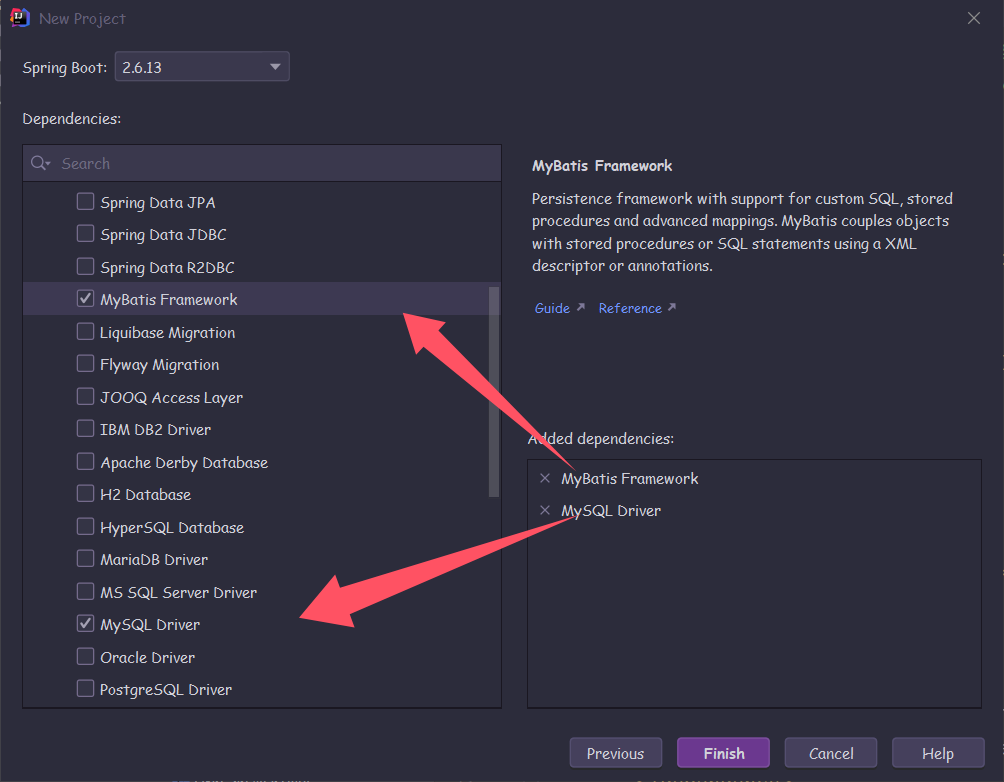 New Project
Spring Boot: 2.6.13
Dependencies:
Search
Spring Data JPA
Spring Data JDBC
Spring Data R2DBC
MyBatis Framework
Liquibase Migration
Flyway Migration
JOOQ Access Layer
IBM DB2 Driver
Apache Derby Database
H2 Database
HyperSQL Database
MariaDB Driver
MS SQL Server Driver
MySQL Driver
Oracle Driver
PostgreSQL Driver
MyBatis Framework
Persistence framework with support for custom SQL, stored
procedures and advanced mappings. MyBatis couples objects
with stored procedures or SQL statements using a XML
descriptor or annotations.
Guide Reference
Added dependencies:
MyBatis Framework
MySQL Driver
Previous Finish Cancel Help